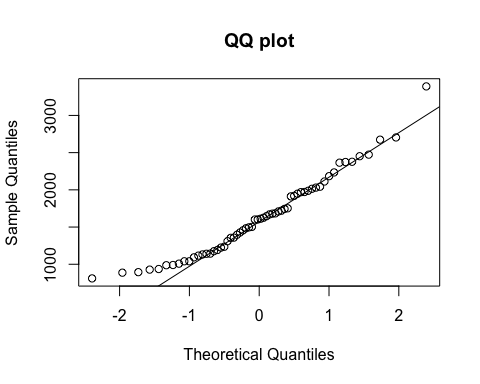 QQ plot
Sample Quantiles
3000
2000
1000
-2 -1 0 1 2
Theoretical Quantiles